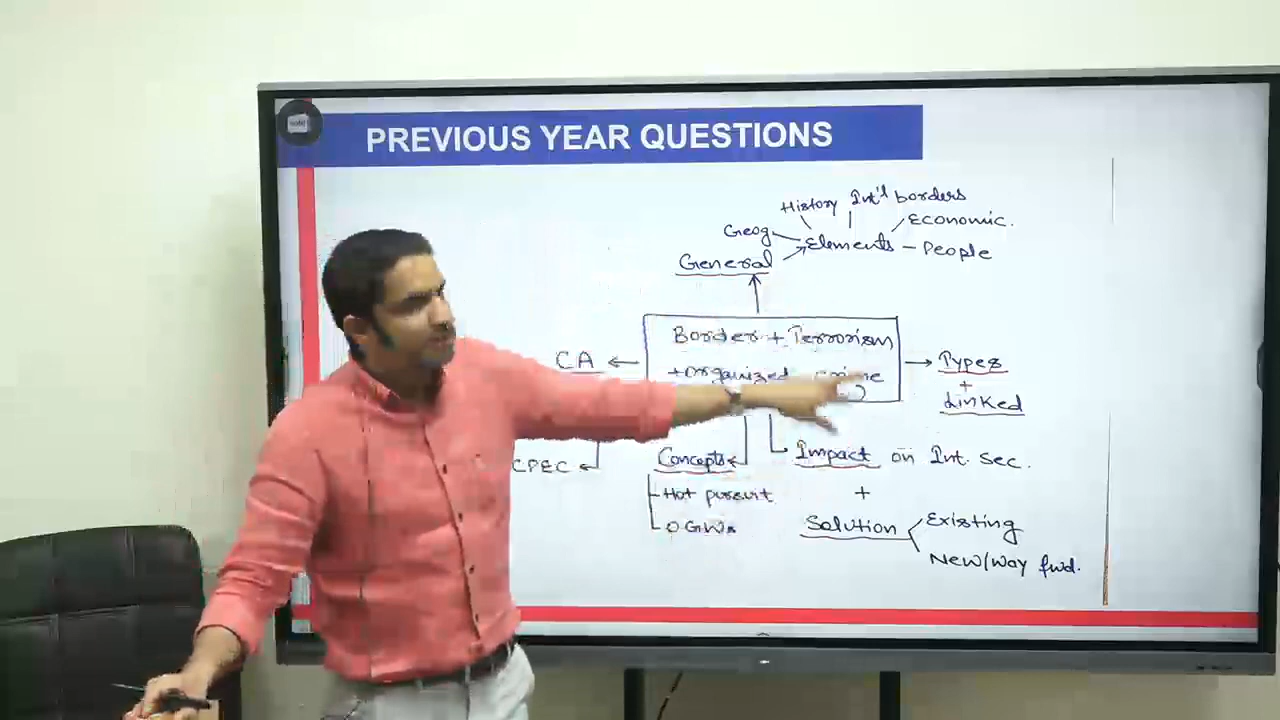 PREVIOUS YEAR QUESTIONS
History Int'l borders
Economic.
Geog
Elements – People
General
Border + Terrorism
+ Organized crime
CA
Types
+
Linked
CPEC
Concepts
Impact on Int. Sec.
Hot pursuit
+
OGWs
Solution
Existing
New/Way fwd.